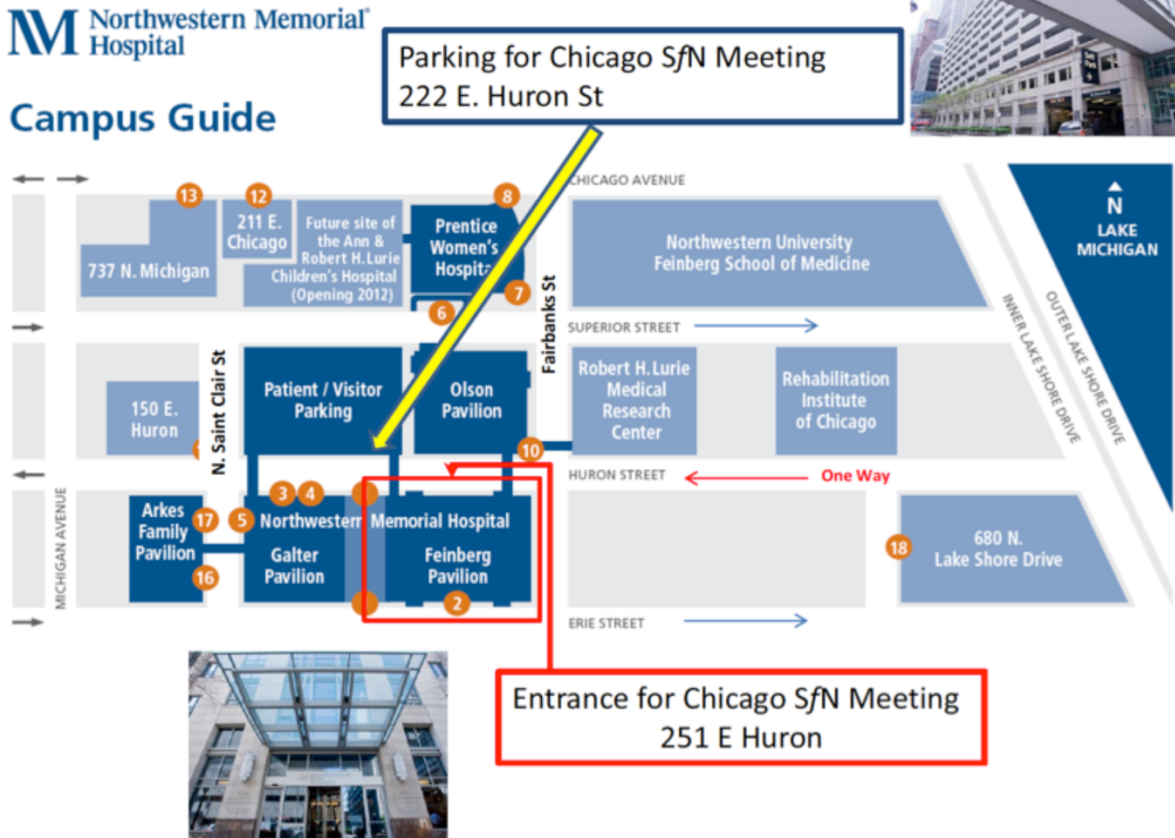 Northwestern Memorial
Hospital
Campus Guide
Parking for Chicago SfN Meeting
222 E. Huron St
CHICAGO AVENUE
13
12
8
211 E.
Chicago
737 N. Michigan
Future site of
the Ann &
Robert H. Lurie
Children's Hospital
(Opening 2012)
Prentice
Women's
Hospital
7
6
Northwestern University
Feinberg School of Medicine
N
LAKE
MICHIGAN
INNER LAKE SHORE DRIVE
OUTER LAKE SHORE DRIVE
SUPERIOR STREET
Fairbanks St
N. Saint Clair St
150 E.
Huron
Patient / Visitor
Parking
Olson
Pavilion
10
Robert H. Lurie
Medical
Research
Center
Rehabilitation
Institute
of Chicago
HURON STREET
One Way
MICHIGAN AVENUE
Arkes
Family
Pavilion
17
16
5
3
4
Northwestern Memorial Hospital
Galter
Pavilion
Feinberg
Pavilion
2
18
680 N.
Lake Shore Drive
ERIE STREET
Entrance for Chicago SfN Meeting
251 E Huron